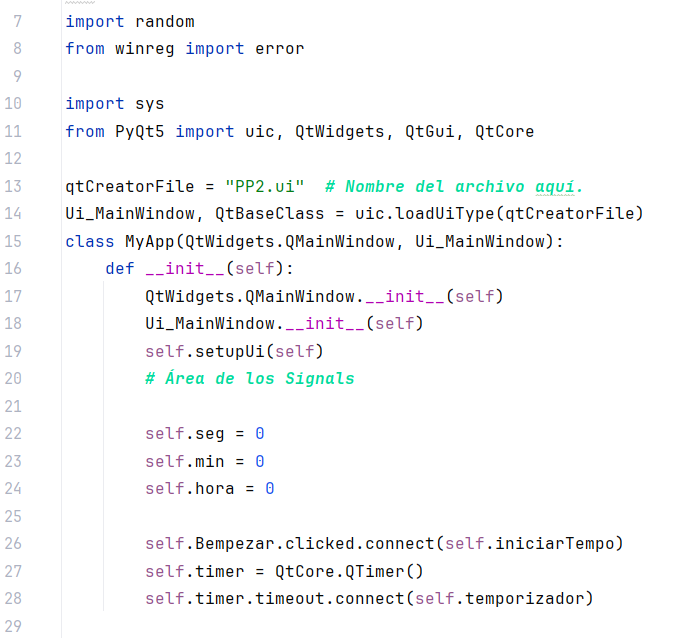 7 import random
8 from winreg import error
9
10 import sys
11 from PyQt5 import uic, QtWidgets, QtGui, QtCore
12
13 qtCreatorFile = "PP2.ui"  # Nombre del archivo aquí.
14 Ui_MainWindow, QtBaseClass = uic.loadUiType(qtCreatorFile)
15 class MyApp(QtWidgets.QMainWindow, Ui_MainWindow):
16     def __init__(self):
17         QtWidgets.QMainWindow.__init__(self)
18         Ui_MainWindow.__init__(self)
19         self.setupUi(self)
20         # Área de los Signals
21
22         self.seg = 0
23         self.min = 0
24         self.hora = 0
25
26         self.Bempezar.clicked.connect(self.iniciarTempo)
27         self.timer = QtCore.QTimer()
28         self.timer.timeout.connect(self.temporizador)
29